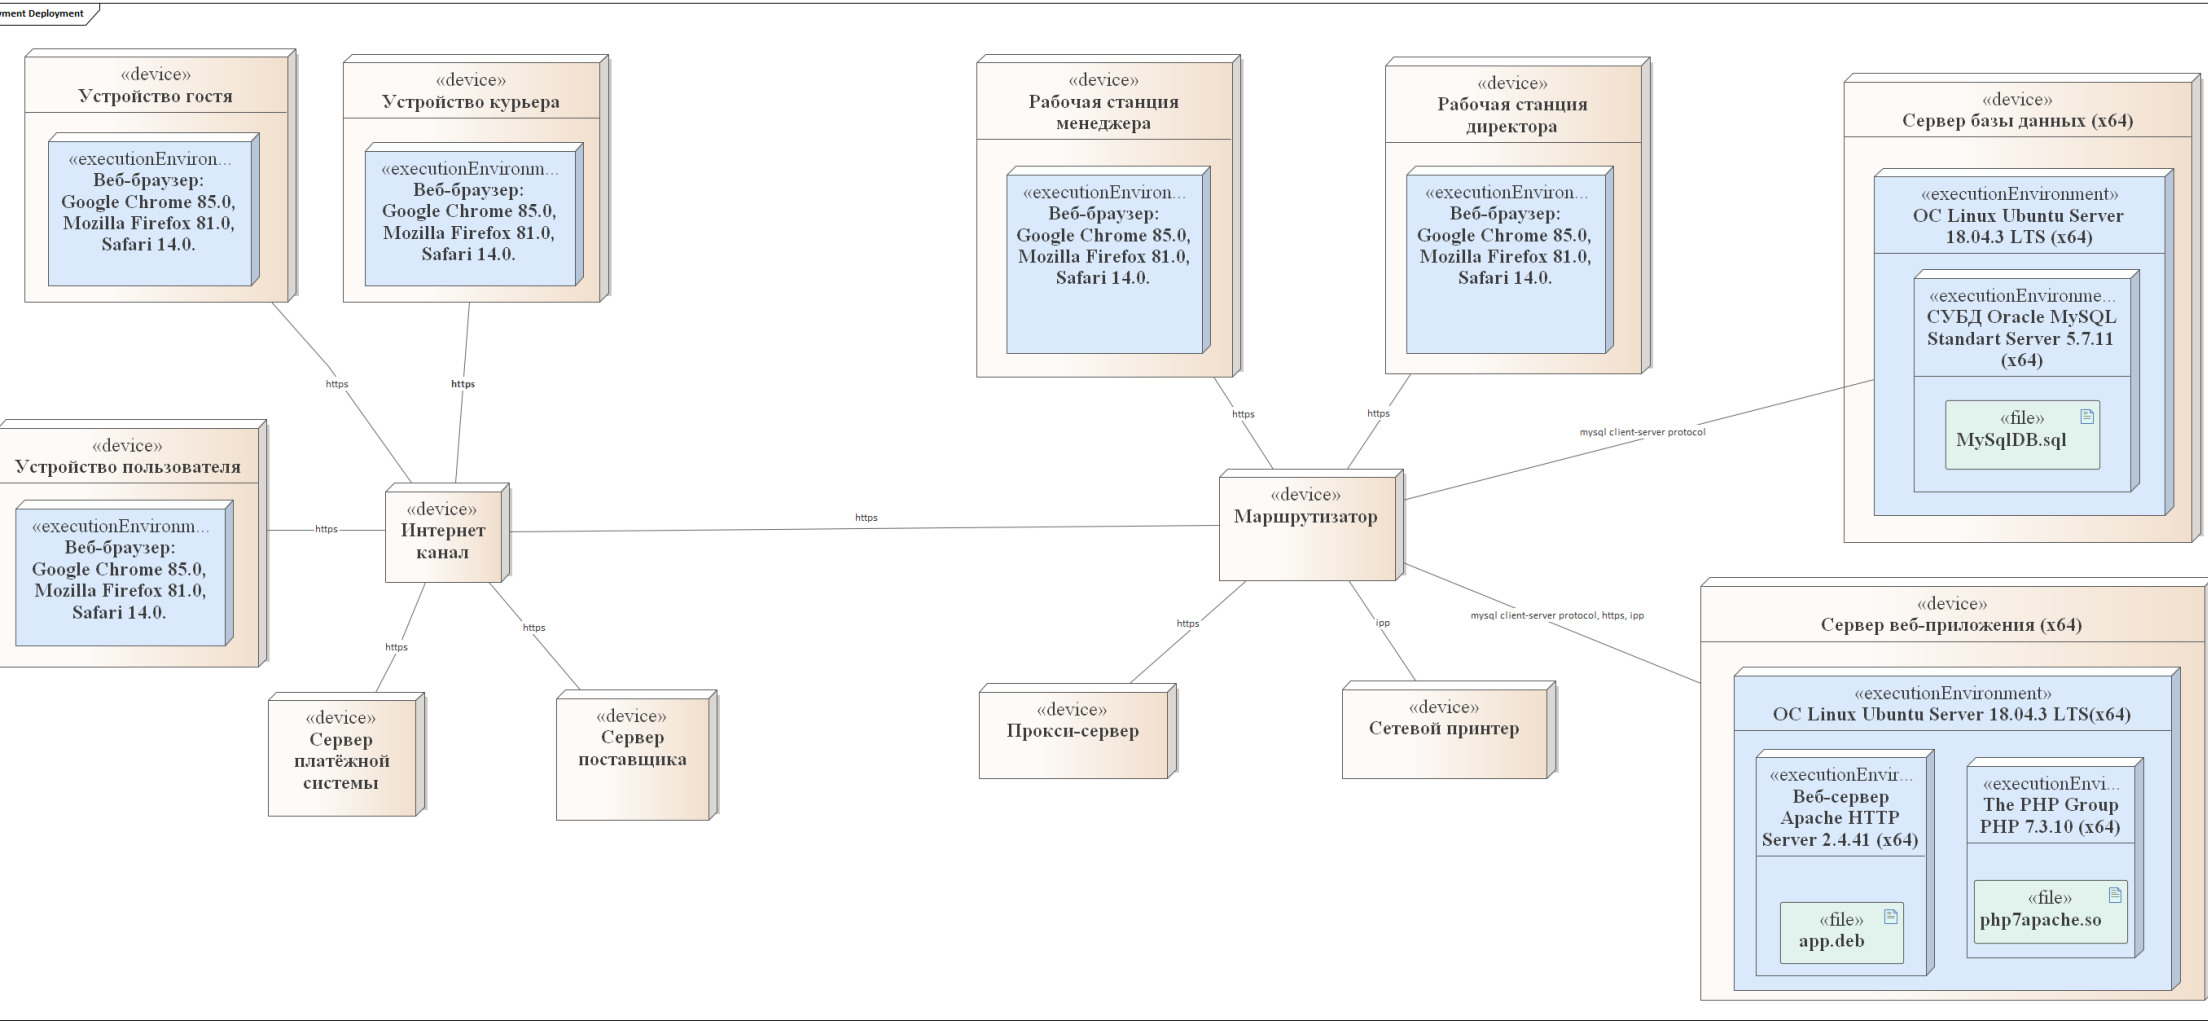 yment Deployment
«device»
Устройство гостя
«executionEnviron...
Веб-браузер:
Google Chrome 85.0,
Mozilla Firefox 81.0,
Safari 14.0.
«device»
Устройство курьера
«executionEnvironm...
Веб-браузер:
Google Chrome 85.0,
Mozilla Firefox 81.0,
Safari 14.0.
«device»
Рабочая станция
менеджера
«executionEnviron...
Веб-браузер:
Google Chrome 85.0,
Mozilla Firefox 81.0,
Safari 14.0.
«device»
Рабочая станция
директора
«executionEnviron...
Веб-браузер:
Google Chrome 85.0,
Mozilla Firefox 81.0,
Safari 14.0.
«device»
Сервер базы данных (x64)
«executionEnvironment»
ОС Linux Ubuntu Server
18.04.3 LTS (x64)
«executionEnvironme...
СУБД Oracle MySQL
Standart Server 5.7.11
(x64)
«file»
MySqlDB.sql
https
https
https
https
mysql client-server protocol
«device»
Устройство пользователя
«executionEnvironm...
Веб-браузер:
Google Chrome 85.0,
Mozilla Firefox 81.0,
Safari 14.0.
https
«device»
Интернет
канал
https
«device»
Маршрутизатор
https
https
https
ipp
mysql client-server protocol, https, ipp
«device»
Сервер
платёжной
системы
«device»
Сервер
поставщика
«device»
Прокси-сервер
«device»
Сетевой принтер
«device»
Сервер веб-приложения (x64)
«executionEnvironment»
ОС Linux Ubuntu Server 18.04.3 LTS(x64)
«executionEnvir...
Веб-сервер
Apache HTTP
Server 2.4.41 (x64)
«file»
app.deb
«executionEnvi...
The PHP Group
PHP 7.3.10 (x64)
«file»
php7apache.so